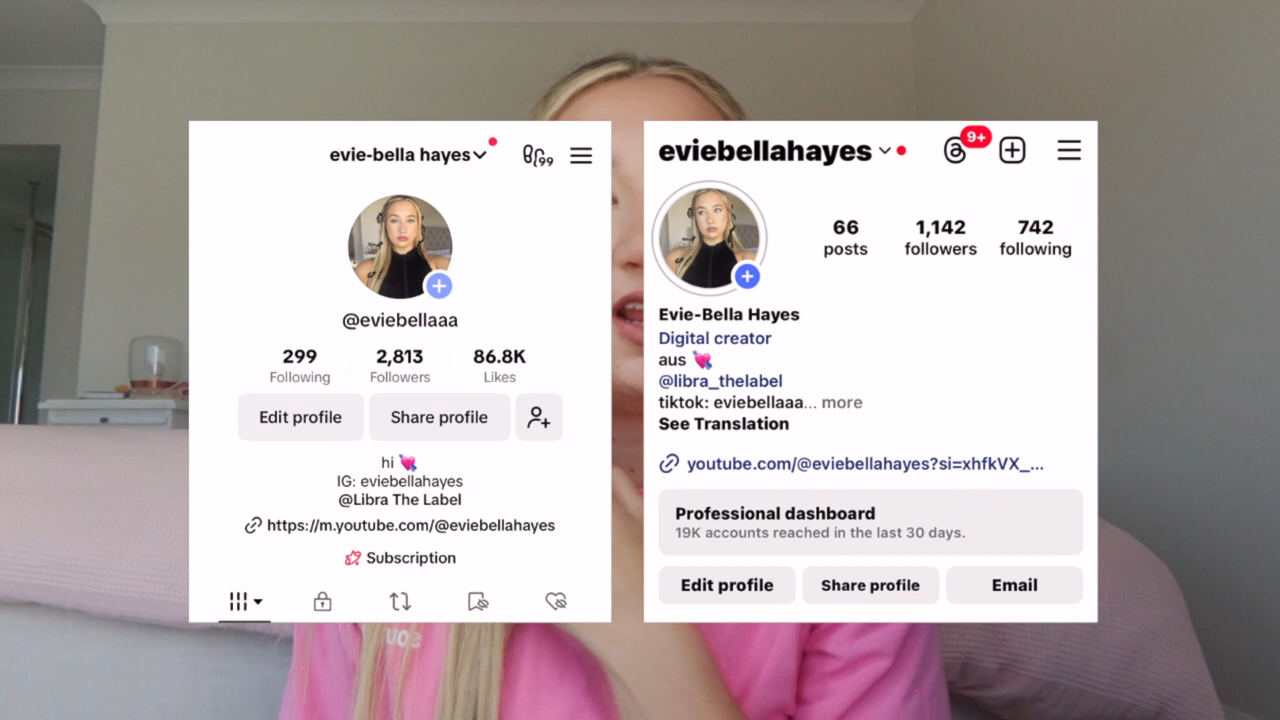 evie-bella hayes
99
@eviebellaaa
299
Following
2,813
Followers
86.8K
Likes
Edit profile
Share profile
hi 💘
IG: eviebellahayes
@Libra The Label
https://m.youtube.com/@eviebellahayes
Subscription
eviebellahayes
9+
66
posts
1,142
followers
742
following
Evie-Bella Hayes
Digital creator
aus 💘
@libra_thelabel
tiktok: eviebellaaa... more
See Translation
youtube.com/@eviebellahayes?si=xhfkVX_...
Professional dashboard
19K accounts reached in the last 30 days.
Edit profile
Share profile
Email